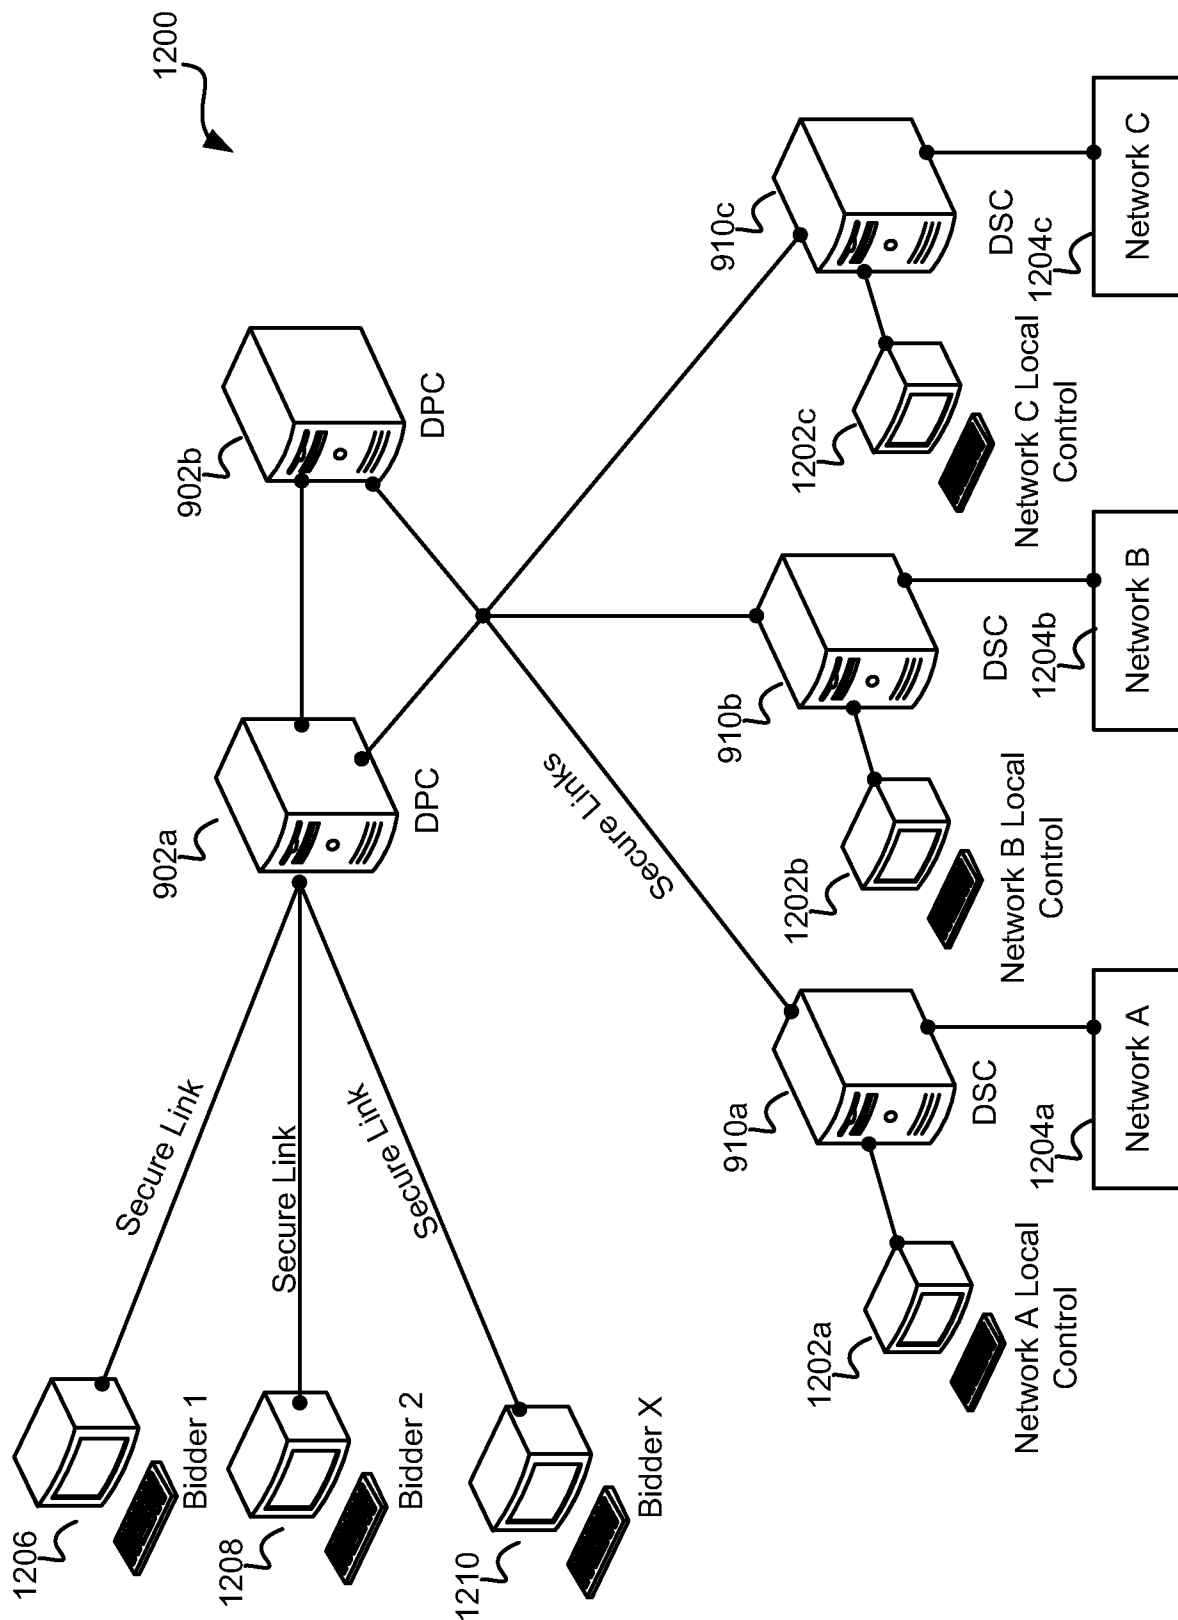 1200
1206
Bidder 1
1208
Bidder 2
1210
Bidder X
Secure Link
Secure Link
Secure Link
902a
DPC
902b
DPC
Secure Links
910a
DSC
1202a
Network A Local
Control
1204a
Network A
910b
DSC
1202b
Network B Local
Control
1204b
Network B
910c
DSC
1202c
Network C Local
Control
1204c
Network C